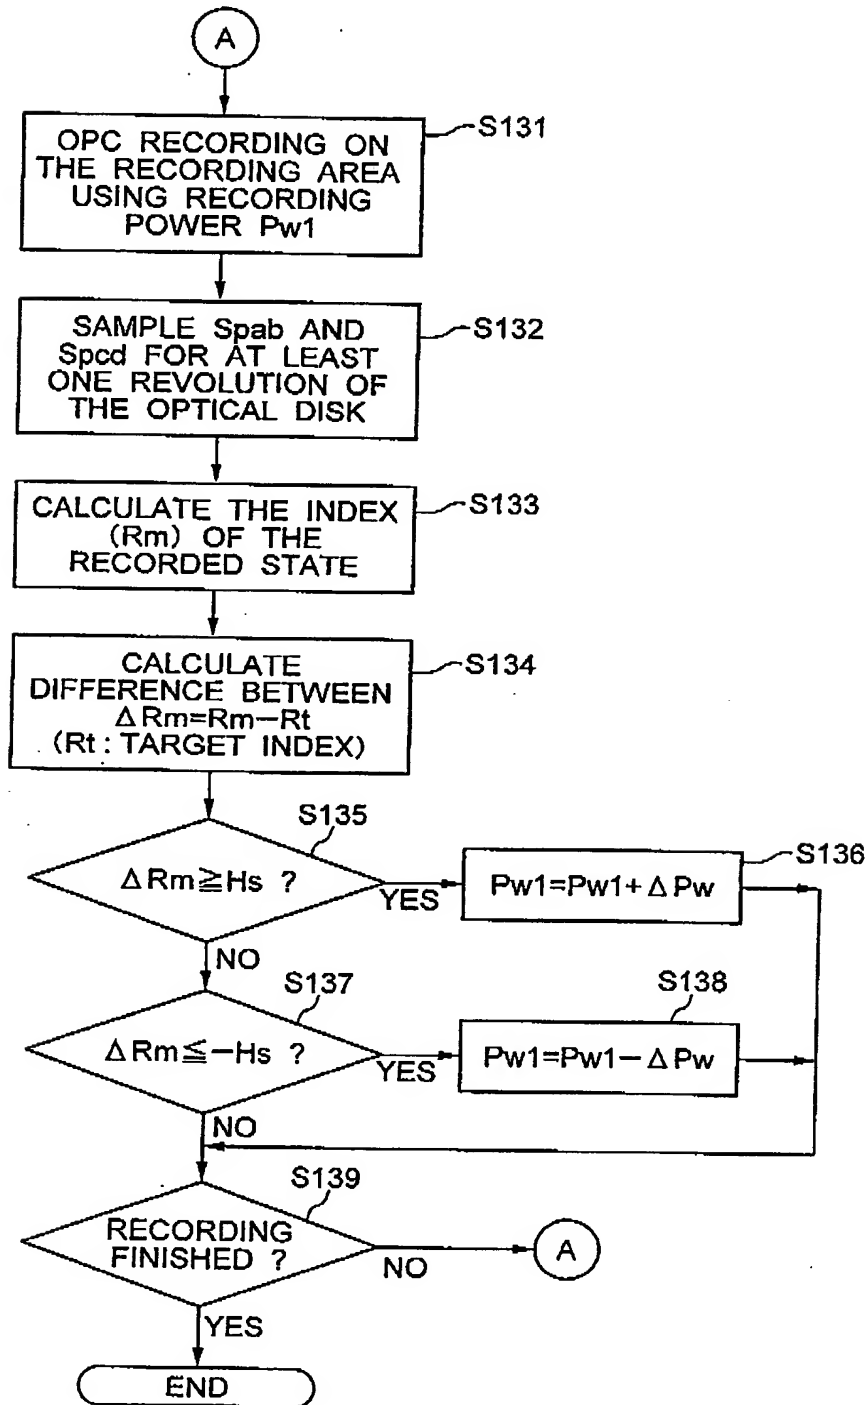 A
OPC RECORDING ON
THE RECORDING AREA
USING RECORDING
POWER Pw1
S131
SAMPLE Spab AND
Spcd FOR AT LEAST
ONE REVOLUTION OF
THE OPTICAL DISK
S132
CALCULATE THE INDEX
(Rm) OF THE
RECORDED STATE
S133
CALCULATE
DIFFERENCE BETWEEN
ΔRm=Rm−Rt
(Rt : TARGET INDEX)
S134
S135
ΔRm≧Hs ?
YES
S136
Pw1=Pw1+ΔPw
NO
S137
ΔRm≦−Hs ?
YES
S138
Pw1=Pw1−ΔPw
NO
S139
RECORDING
FINISHED ?
NO
A
YES
END